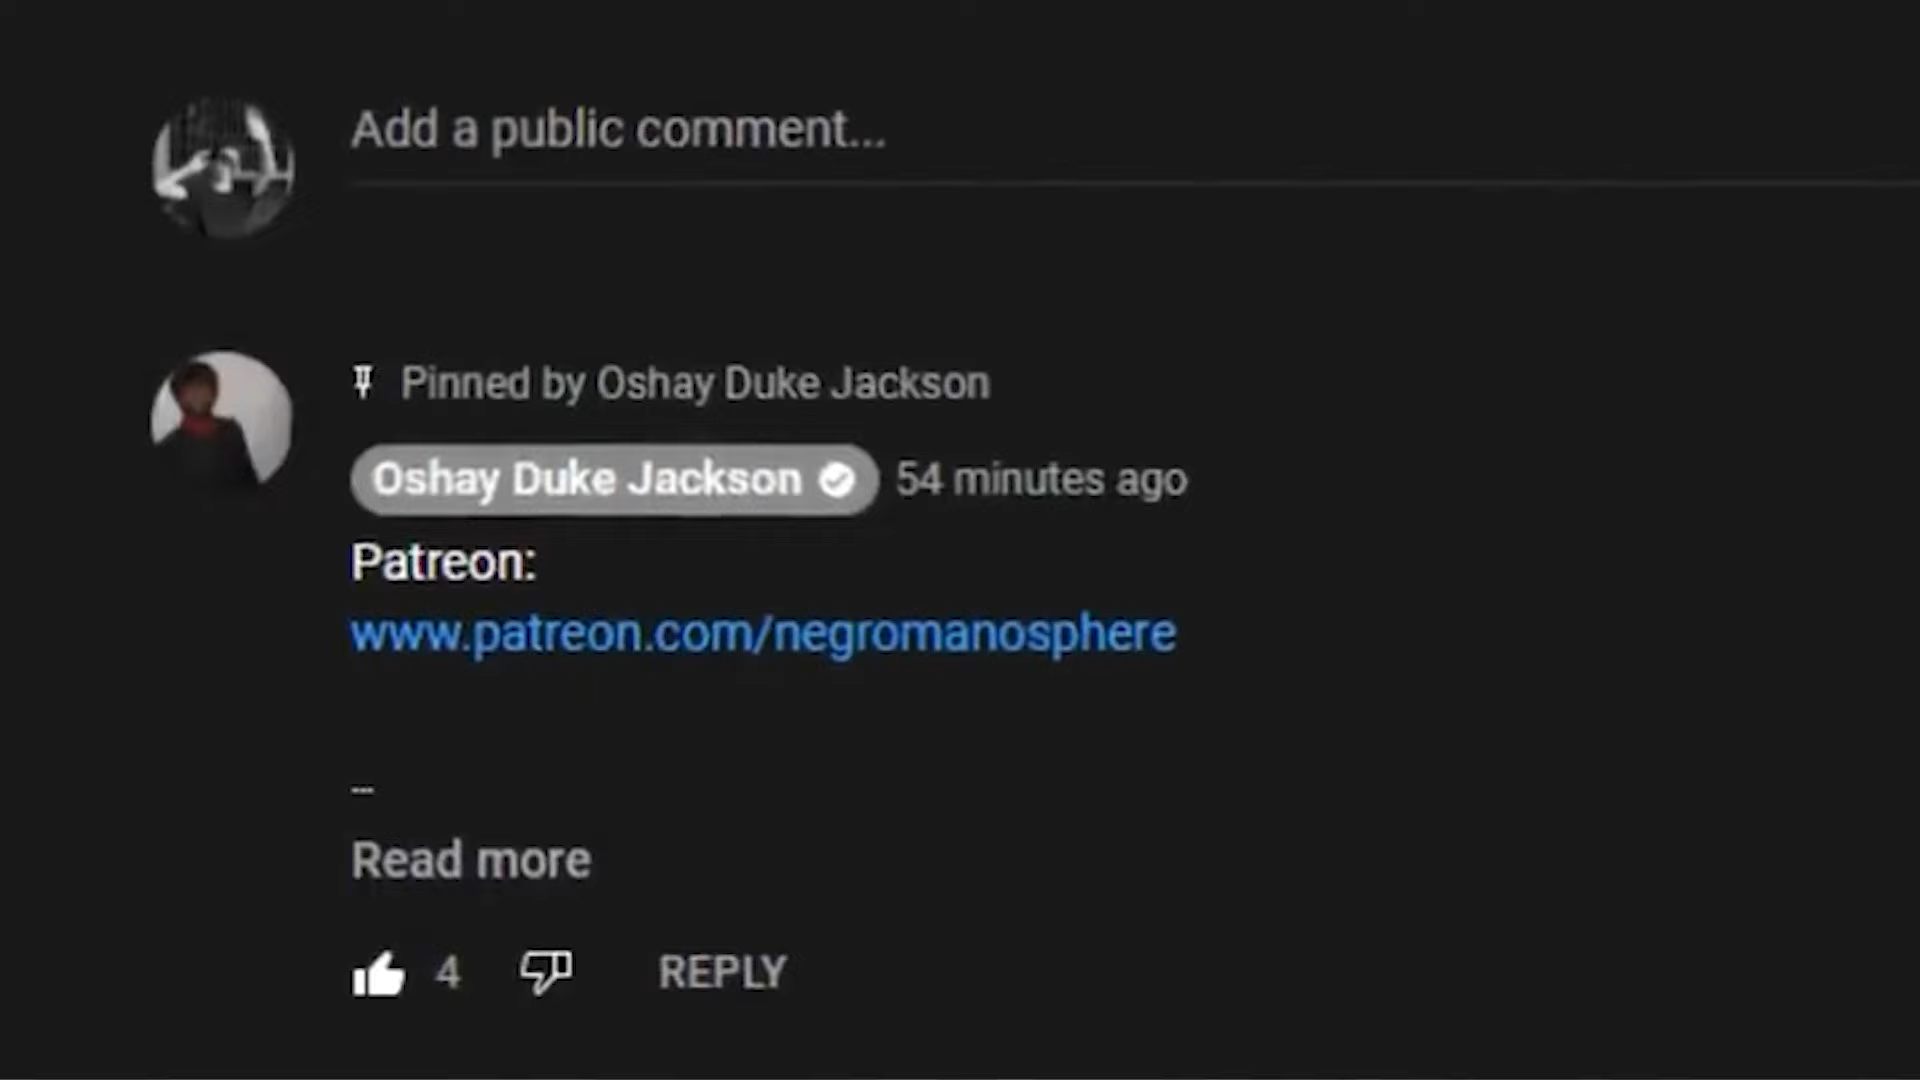 Add a public comment...
Pinned by Oshay Duke Jackson
Oshay Duke Jackson 54 minutes ago
Patreon:
www.patreon.com/negromanosphere
...
Read more
4 REPLY